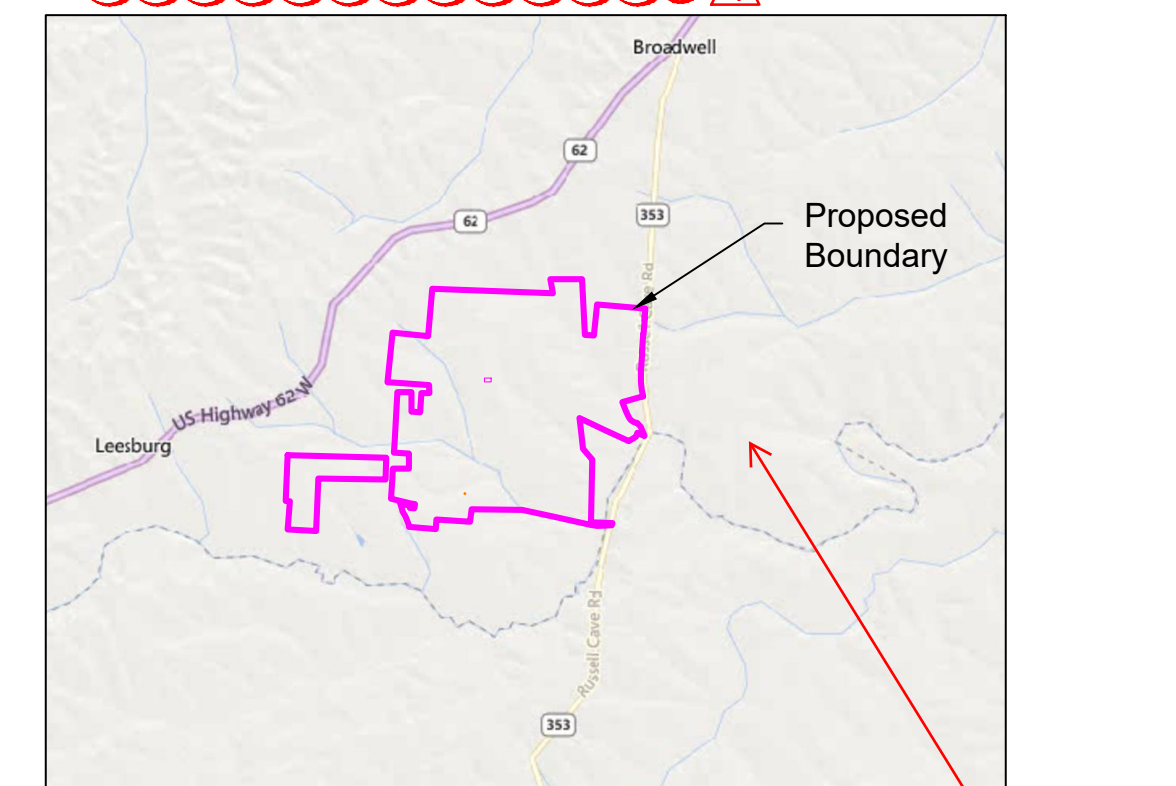 Broadwell
62
62
353
Proposed
Boundary
Russell Cave Rd
US Highway 62 W
Leesburg
Russell Cave Rd
353